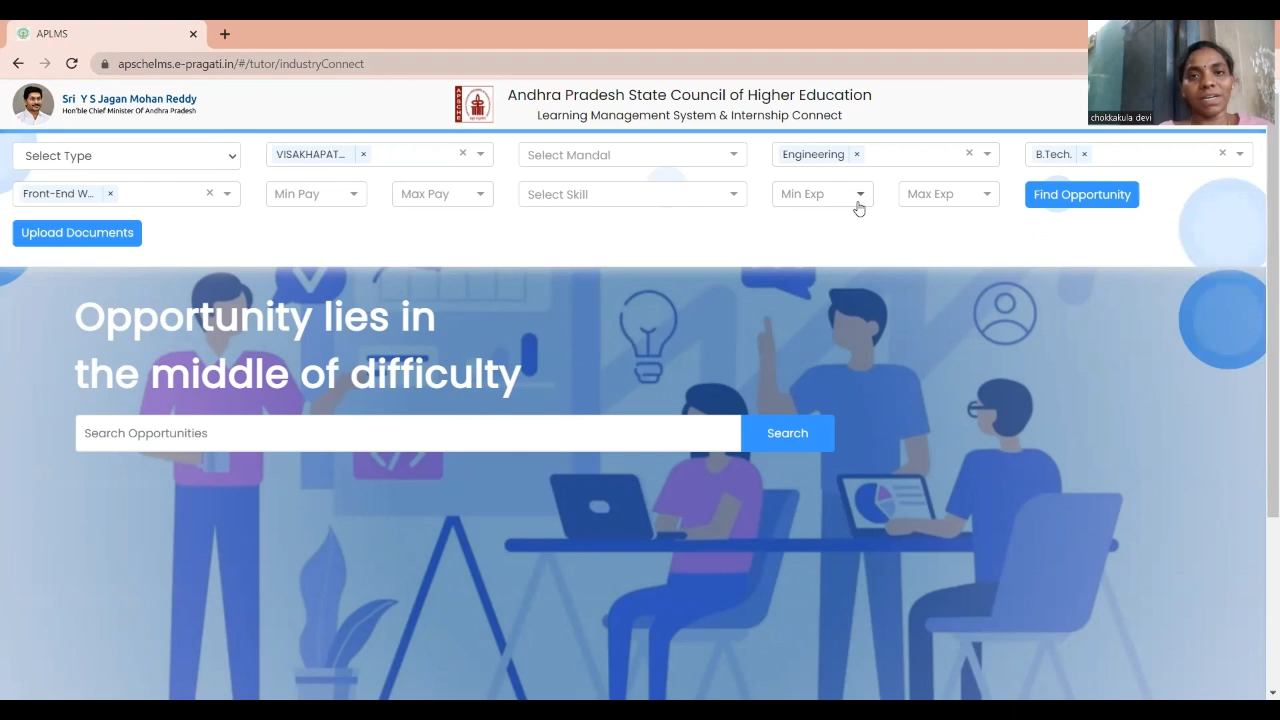 APLMS
apschelms.e-pragati.in/#/tutor/industryConnect
chokkakula devi
Sri Y S Jagan Mohan Reddy
Hon'ble Chief Minister Of Andhra Pradesh
APSCHE
Andhra Pradesh State Council of Higher Education
Learning Management System & Internship Connect
Select Type
VISAKHAPAT... ×
Select Mandal
Engineering ×
B.Tech. ×
Front-End W... ×
Min Pay
Max Pay
Select Skill
Min Exp
Max Exp
Find Opportunity
Upload Documents
Opportunity lies in
the middle of difficulty
Search Opportunities
Search